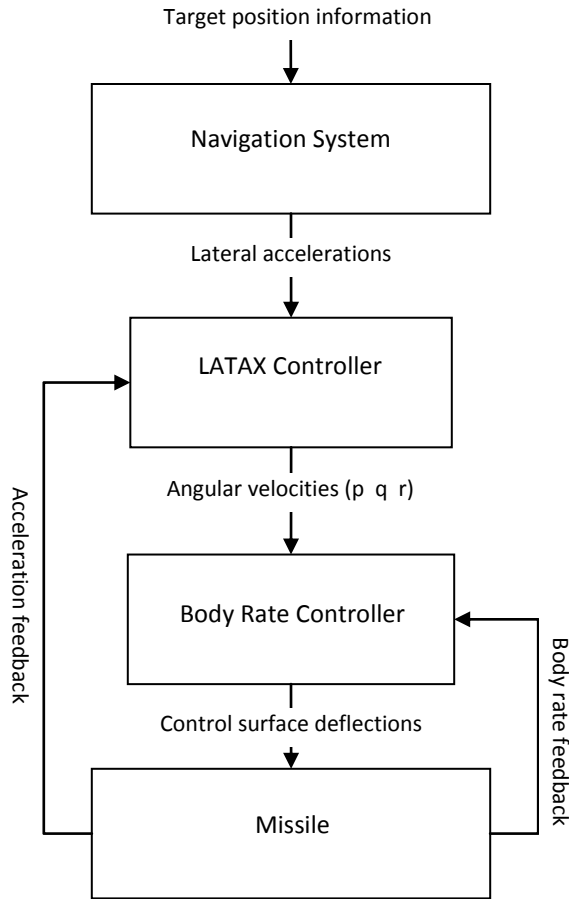 Target position information
Navigation System
Lateral accelerations
LATAX Controller
Angular velocities (p q r)
Body Rate Controller
Control surface deflections
Missile
Acceleration feedback
Body rate feedback